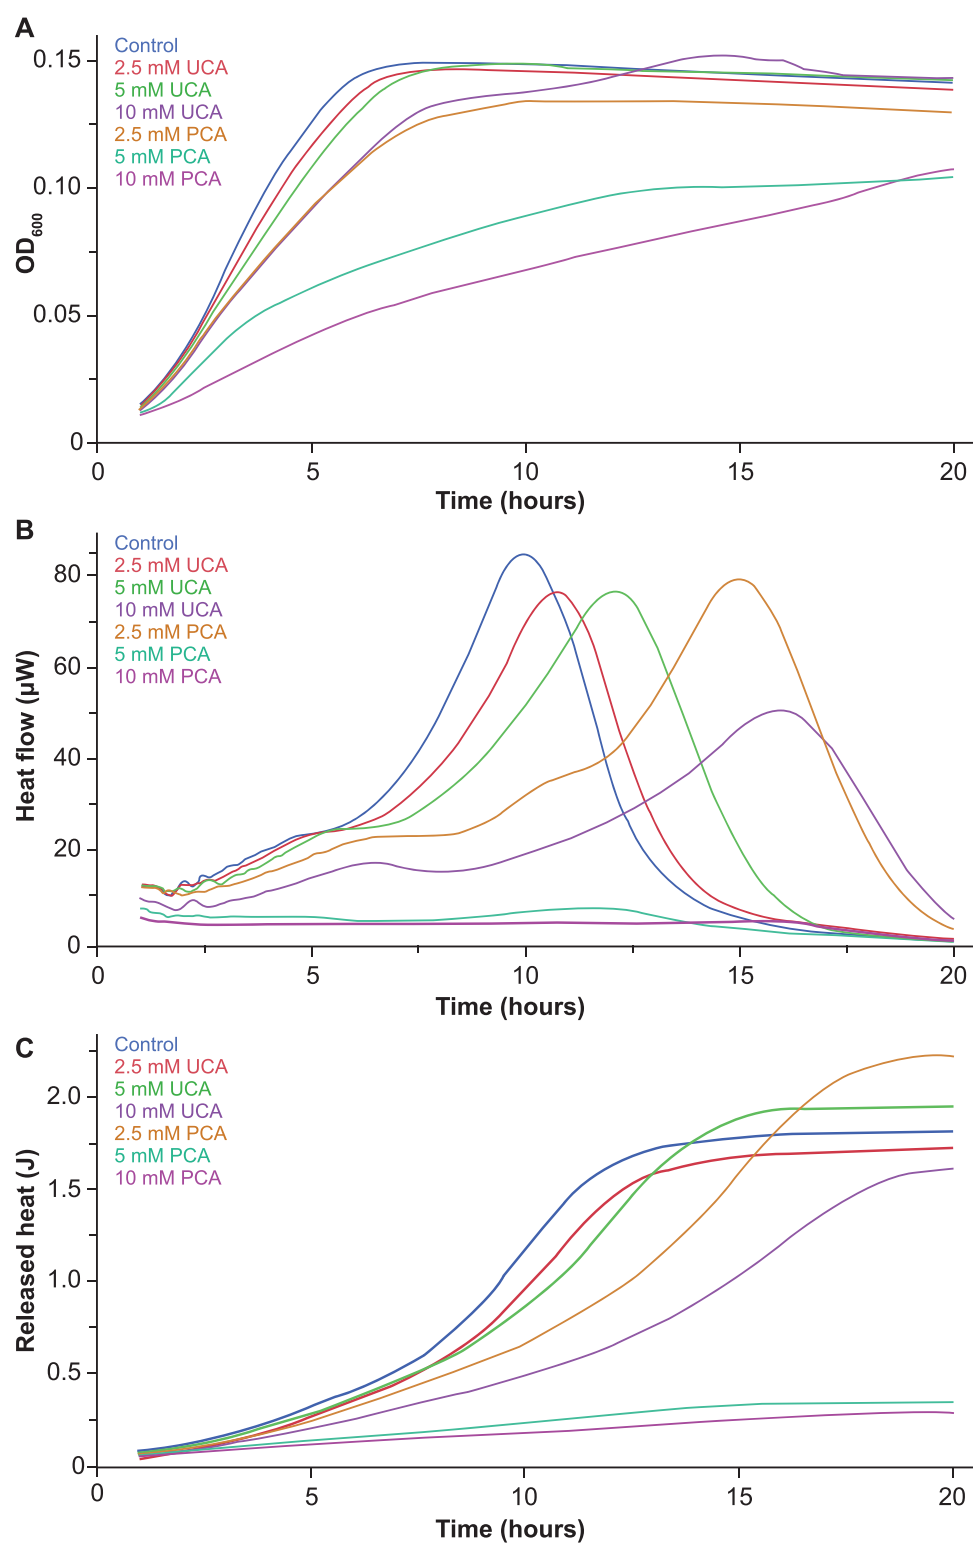 A
Control
2.5 mM UCA
5 mM UCA
10 mM UCA
2.5 mM PCA
5 mM PCA
10 mM PCA
0.15
0.10
0.05
0
OD600
0 5 10 15 20
Time (hours)
B
Control
2.5 mM UCA
5 mM UCA
10 mM UCA
2.5 mM PCA
5 mM PCA
10 mM PCA
80
60
40
20
0
Heat flow (µW)
0 5 10 15 20
Time (hours)
C
Control
2.5 mM UCA
5 mM UCA
10 mM UCA
2.5 mM PCA
5 mM PCA
10 mM PCA
2.0
1.5
1.0
0.5
0
Released heat (J)
0 5 10 15 20
Time (hours)